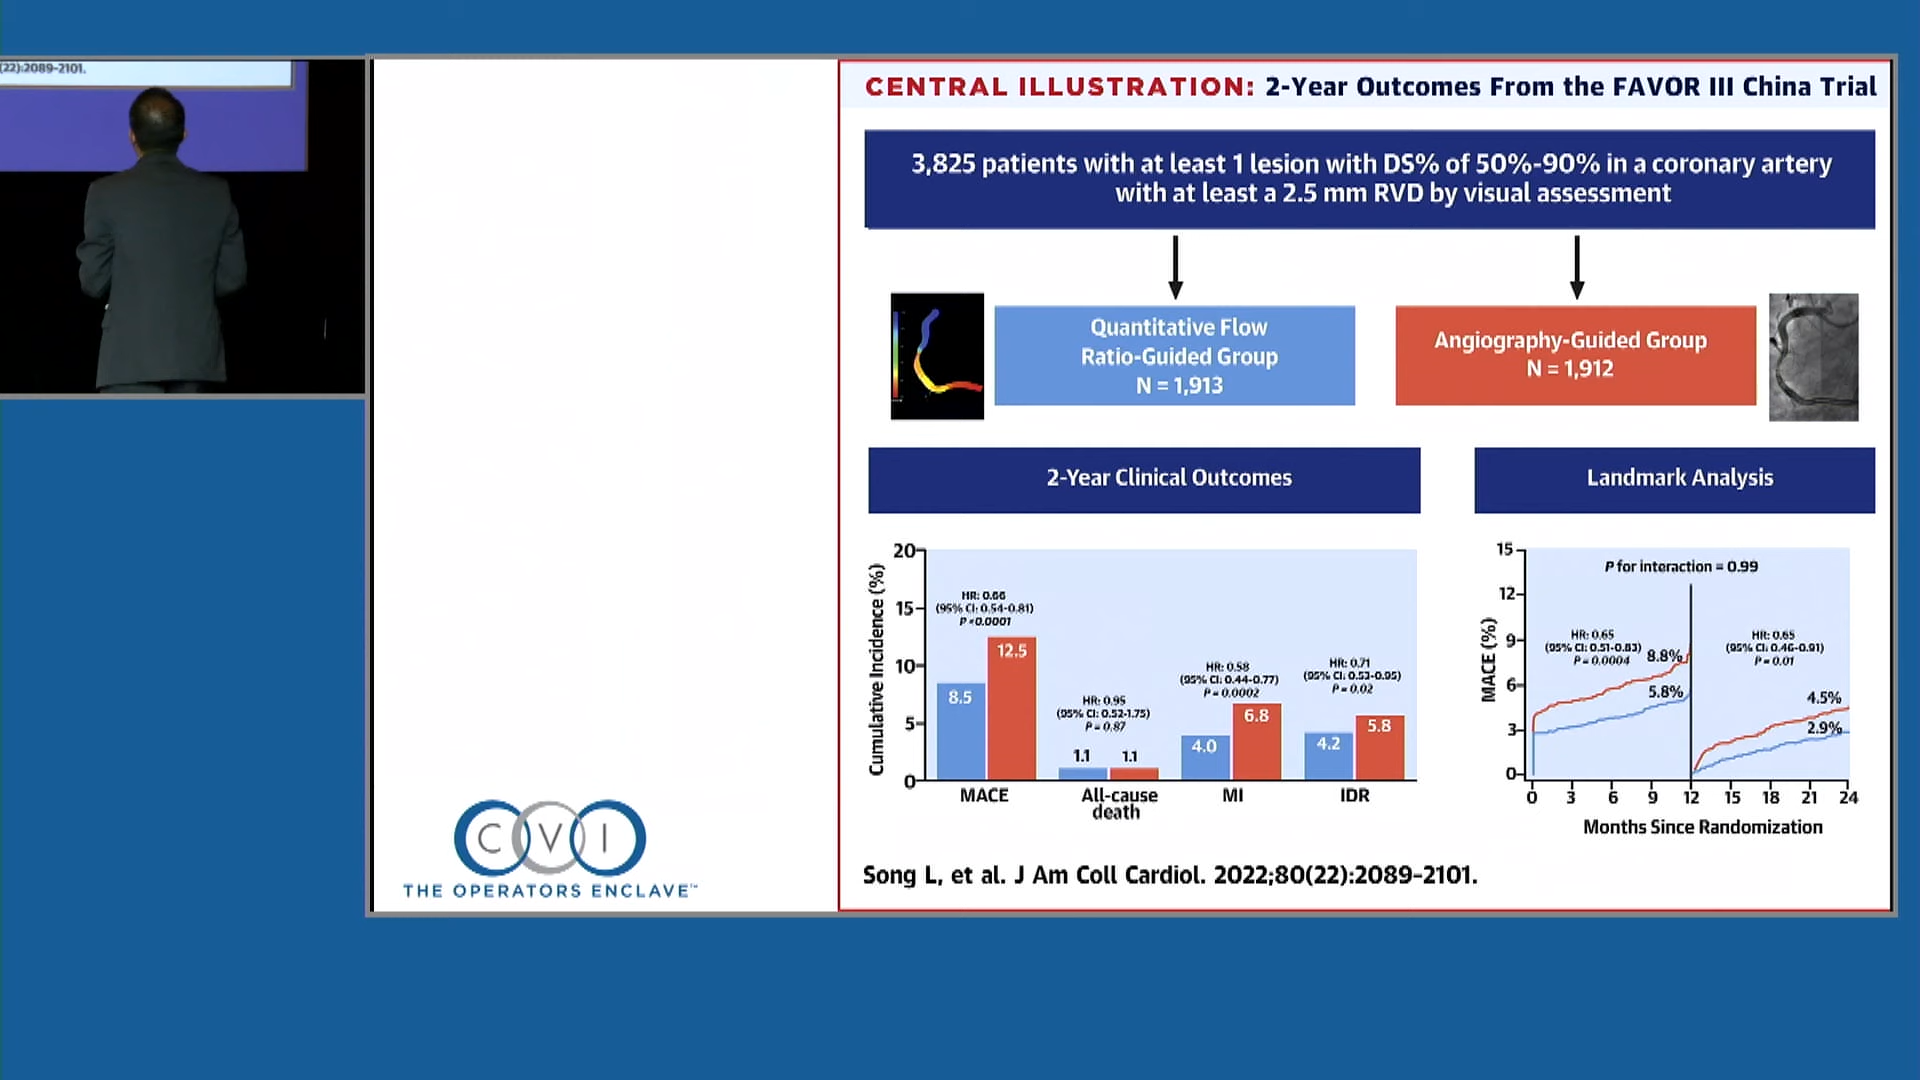 (22):2089-2101.
CENTRAL ILLUSTRATION: 2-Year Outcomes From the FAVOR III China Trial
3,825 patients with at least 1 lesion with DS% of 50%-90% in a coronary artery
with at least a 2.5 mm RVD by visual assessment
Quantitative Flow
Ratio-Guided Group
N = 1,913
Angiography-Guided Group
N = 1,912
2-Year Clinical Outcomes
Cumulative Incidence (%)
20
15
10
5
0
HR: 0.66
(95% CI: 0.54-0.81)
P <0.0001
8.5
12.5
MACE
HR: 0.95
(95% CI: 0.52-1.75)
P = 0.87
1.1
1.1
All-cause
death
HR: 0.58
(95% CI: 0.44-0.77)
P = 0.0002
4.0
6.8
MI
HR: 0.71
(95% CI: 0.53-0.95)
P = 0.02
4.2
5.8
IDR
Landmark Analysis
MACE (%)
15
12
9
6
3
0
P for interaction = 0.99
HR: 0.65
(95% CI: 0.51-0.83)
P = 0.0004
8.8%
5.8%
HR: 0.65
(95% CI: 0.46-0.91)
P = 0.01
4.5%
2.9%
0 3 6 9 12 15 18 21 24
Months Since Randomization
CVI
THE OPERATORS ENCLAVE™
Song L, et al. J Am Coll Cardiol. 2022;80(22):2089-2101.